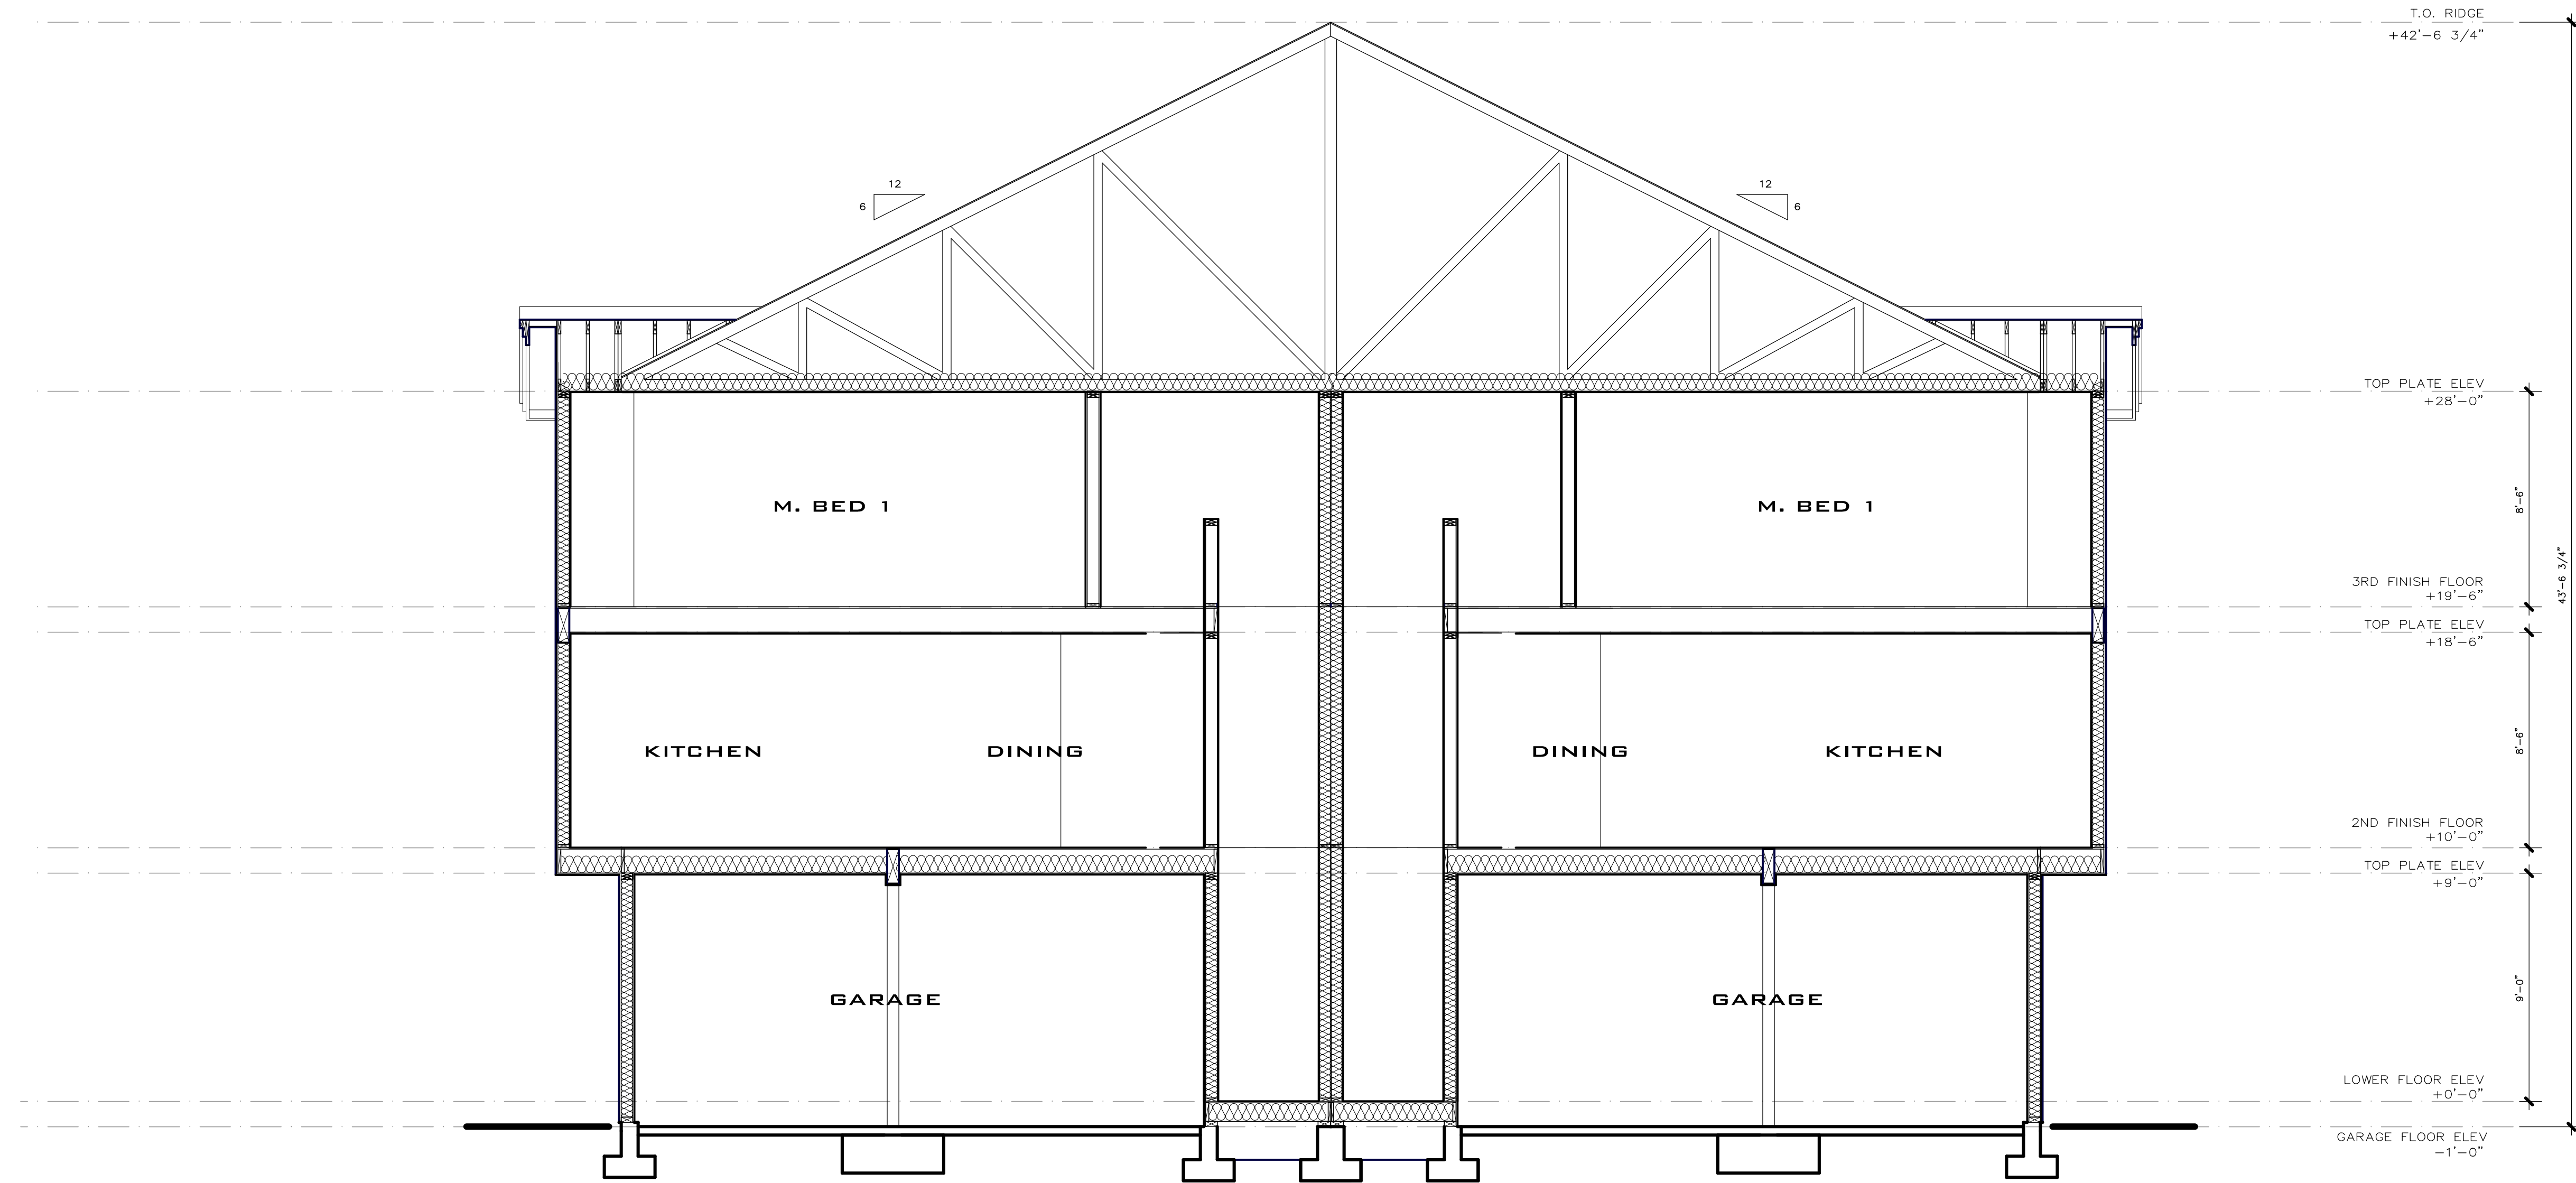 T.O. RIDGE
+42'-6 3/4"
12
6
12
6
TOP PLATE ELEV
+28'-0"
8'-6"
M. BED 1
M. BED 1
43'-6 3/4"
3RD FINISH FLOOR
+19'-6"
TOP PLATE ELEV
+18'-6"
8'-6"
KITCHEN
DINING
DINING
KITCHEN
2ND FINISH FLOOR
+10'-0"
TOP PLATE ELEV
+9'-0"
9'-0"
GARAGE
GARAGE
LOWER FLOOR ELEV
+0'-0"
GARAGE FLOOR ELEV
-1'-0"